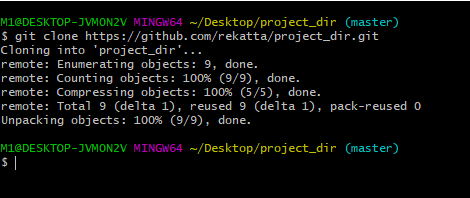 M1@DESKTOP-JVM0N2V MINGW64 ~/Desktop/project_dir (master)
$ git clone https://github.com/rekatta/project_dir.git
Cloning into 'project_dir'...
remote: Enumerating objects: 9, done.
remote: Counting objects: 100% (9/9), done.
remote: Compressing objects: 100% (5/5), done.
remote: Total 9 (delta 1), reused 9 (delta 1), pack-reused 0
Unpacking objects: 100% (9/9), done.
M1@DESKTOP-JVM0N2V MINGW64 ~/Desktop/project_dir (master)
$